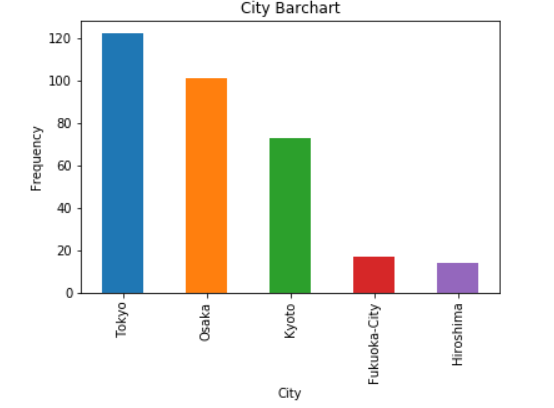 City Barchart
Frequency
120
100
80
60
40
20
0
Tokyo
Osaka
Kyoto
Fukuoka-City
Hiroshima
City